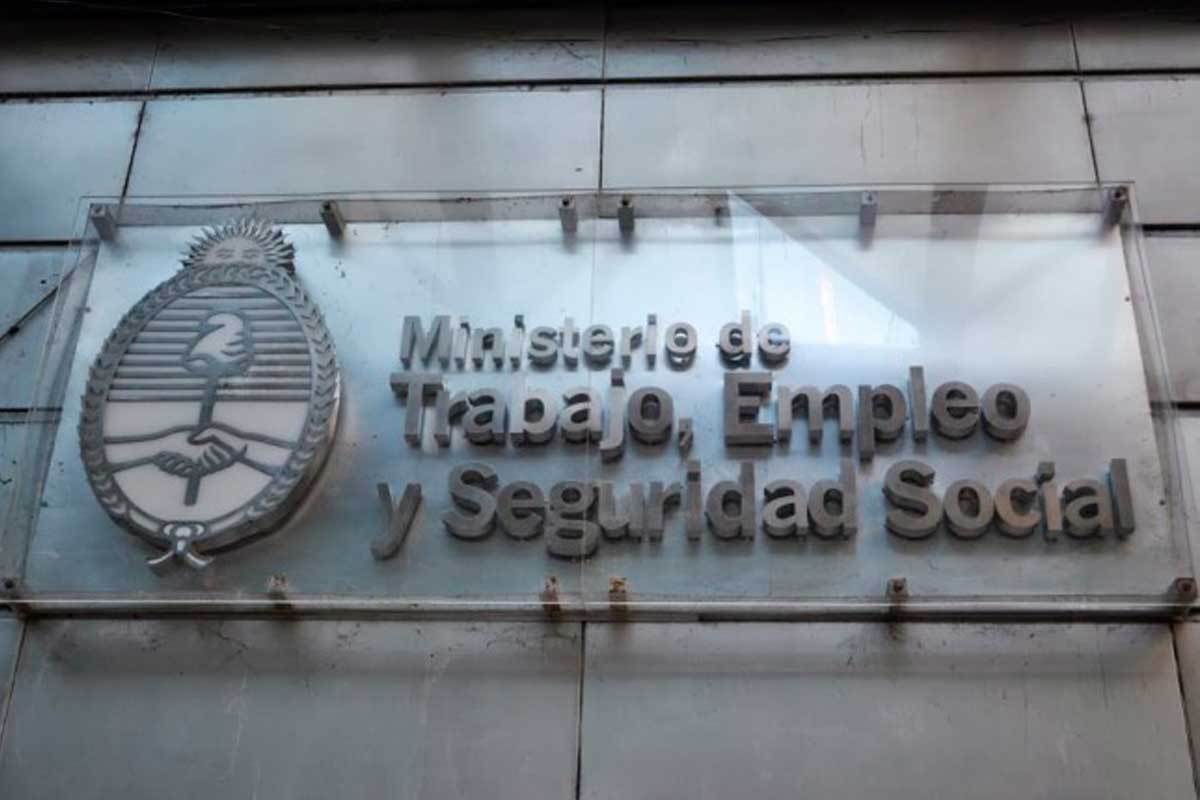 Ministerio de
Trabajo, Empleo
y Seguridad Social